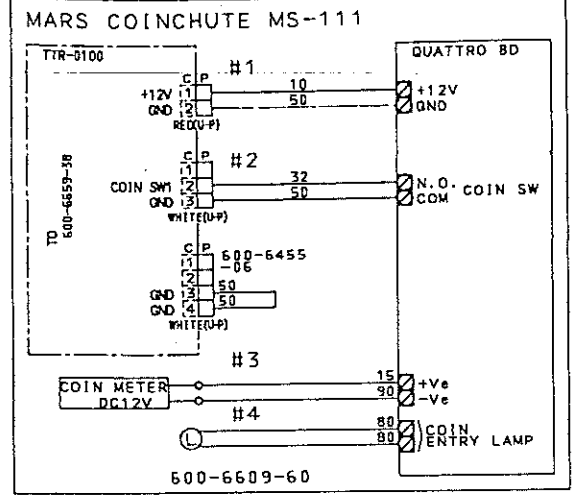 MARS COINCHUTE MS-111
TTR-0100
QUATTRO BD
#1
C P
+12V 1 10 +12V
GND 2 50 GND
RED(U-P)
#2
C P
1
COIN SW1 2 32 N.O.
GND 3 50 COM
COIN SW
WHITE(U-P)
TO 600-6659-38
C P
1 600-6455
2 -06
GND 3 50
GND 4 50
WHITE(U-P)
#3
COIN METER 15 +Ve
DC12V 90 -Ve
#4
L 80 COIN
80 ENTRY LAMP
600-6609-60